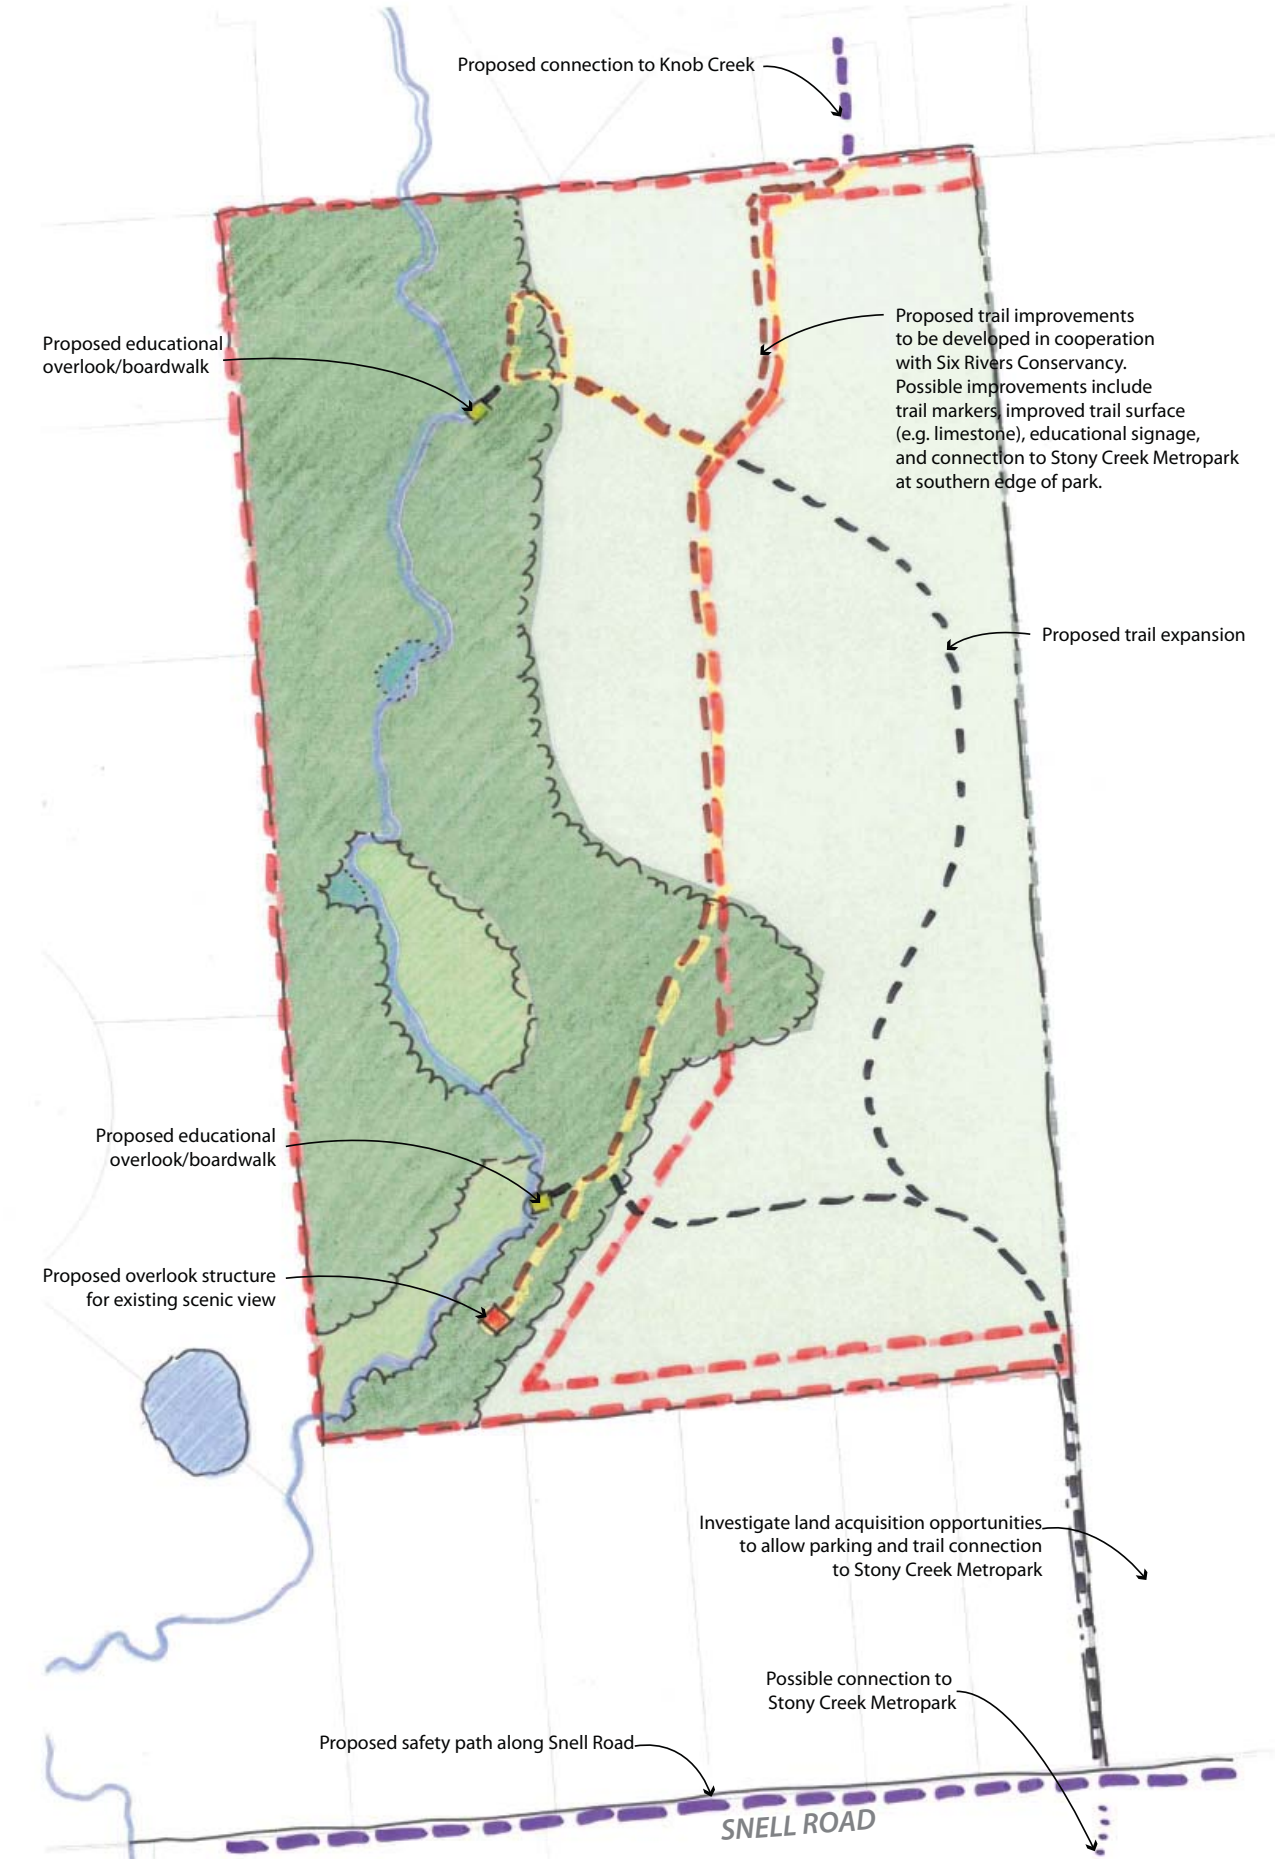 Proposed connection to Knob Creek
Proposed trail improvements
to be developed in cooperation
with Six Rivers Conservancy.
Possible improvements include
trail markers, improved trail surface
(e.g. limestone), educational signage,
and connection to Stony Creek Metropark
at southern edge of park.
Proposed educational
overlook/boardwalk
Proposed trail expansion
Proposed educational
overlook/boardwalk
Proposed overlook structure
for existing scenic view
Investigate land acquisition opportunities
to allow parking and trail connection
to Stony Creek Metropark
Possible connection to
Stony Creek Metropark
Proposed safety path along Snell Road
SNELL ROAD